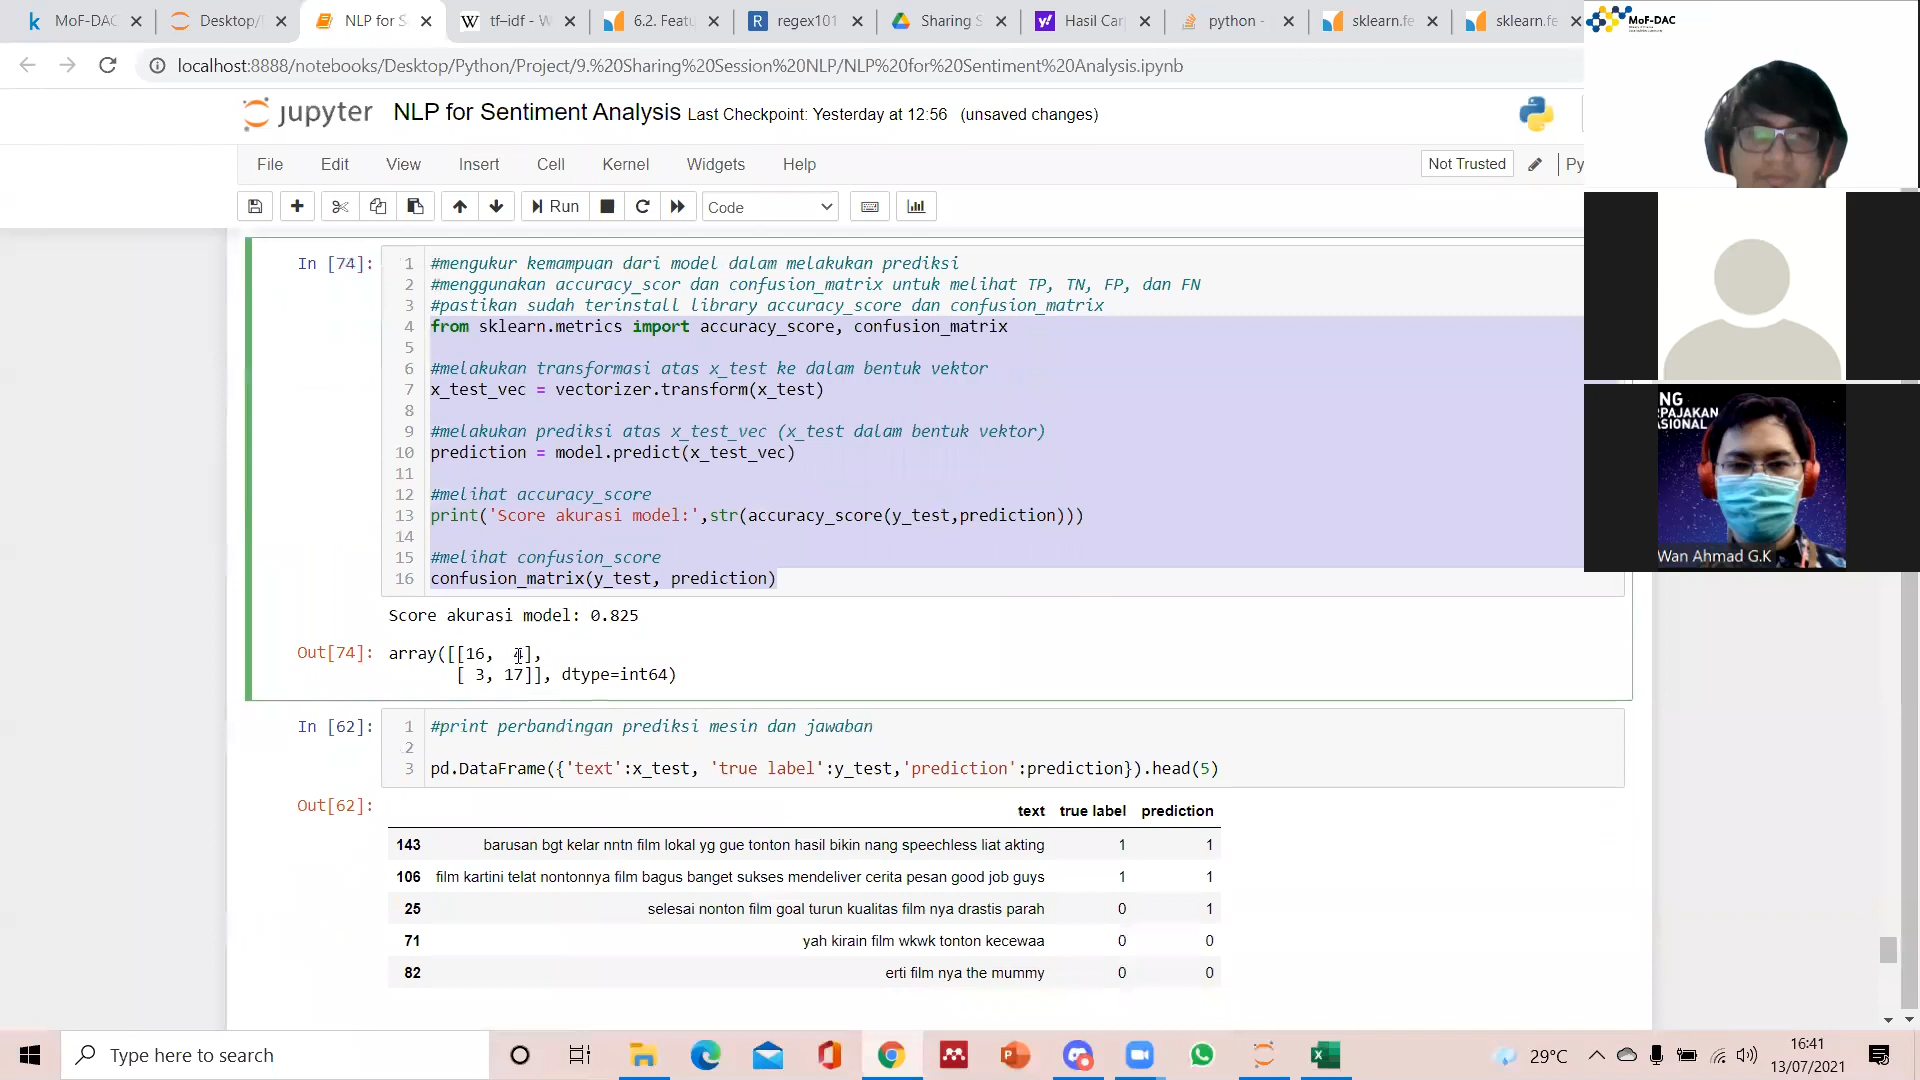 MoF-DAC
Desktop/
NLP for S
tf–idf - W
6.2. Featu
regex101
Sharing S
Hasil Car
python -
sklearn.fe
sklearn.fe
MoF-DAC
localhost:8888/notebooks/Desktop/Python/Project/9.%20Sharing%20Session%20NLP/NLP%20for%20Sentiment%20Analysis.ipynb
jupyter NLP for Sentiment Analysis Last Checkpoint: Yesterday at 12:56 (unsaved changes)
File Edit View Insert Cell Kernel Widgets Help
Not Trusted
Py
Run
Code
In [74]:
1 #mengukur kemampuan dari model dalam melakukan prediksi
2 #menggunakan accuracy_scor dan confusion_matrix untuk melihat TP, TN, FP, dan FN
3 #pastikan sudah terinstall library accuracy_score dan confusion_matrix
4 from sklearn.metrics import accuracy_score, confusion_matrix
5
6 #melakukan transformasi atas x_test ke dalam bentuk vektor
7 x_test_vec = vectorizer.transform(x_test)
8
9 #melakukan prediksi atas x_test_vec (x_test dalam bentuk vektor)
10 prediction = model.predict(x_test_vec)
11
12 #melihat accuracy_score
13 print('Score akurasi model:',str(accuracy_score(y_test,prediction)))
14
15 #melihat confusion_score
16 confusion_matrix(y_test, prediction)
Score akurasi model: 0.825
Out[74]: array([[16, 4],
[ 3, 17]], dtype=int64)
In [62]:
1 #print perbandingan prediksi mesin dan jawaban
2
3 pd.DataFrame({'text':x_test, 'true label':y_test,'prediction':prediction}).head(5)
Out[62]:
text true label prediction
143 barusan bgt kelar nntn film lokal yg gue tonton hasil bikin nang speechless liat akting 1 1
106 film kartini telat nontonnya film bagus banget sukses mendeliver cerita pesan good job guys 1 1
25 selesai nonton film goal turun kualitas film nya drastis parah 0 1
71 yah kirain film wkwk tonton kecewaa 0 0
82 erti film nya the mummy 0 0
NG
RPAJAKAN
ASIONAL
Wan Ahmad G.K
Type here to search
29°C
16:41
13/07/2021